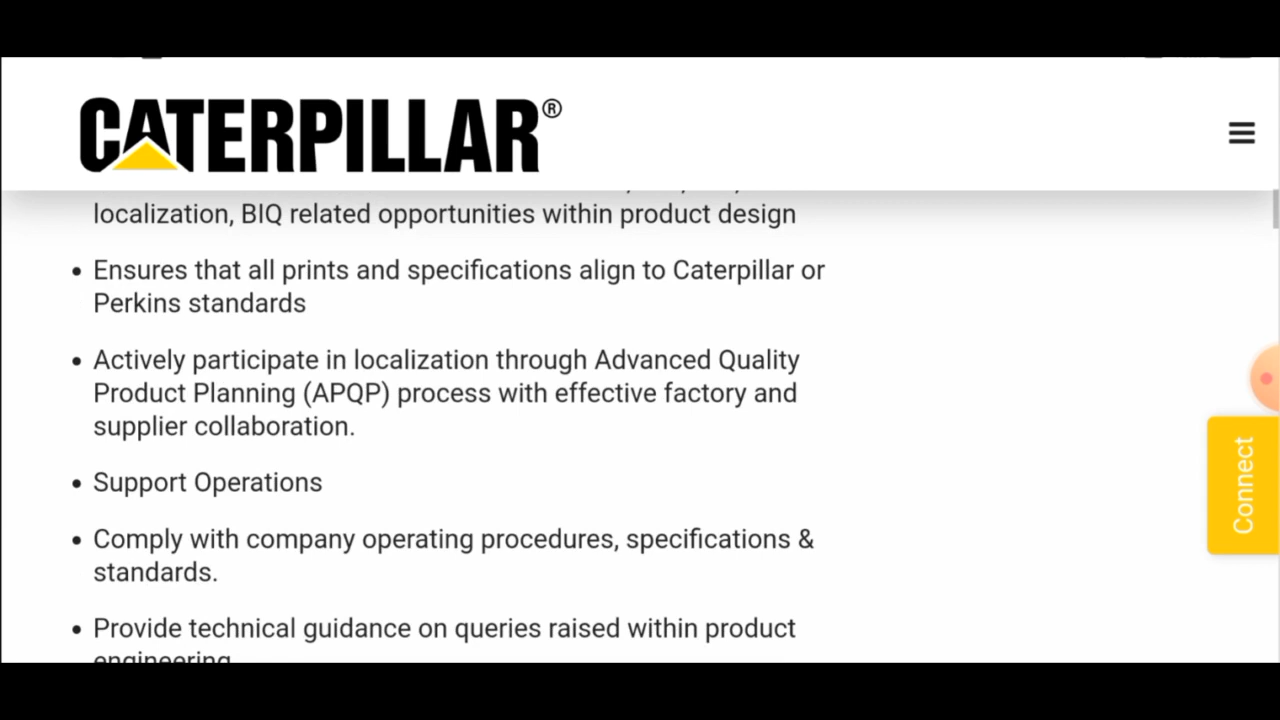 CATERPILLAR®
localization, BIQ related opportunities within product design
• Ensures that all prints and specifications align to Caterpillar or
Perkins standards
• Actively participate in localization through Advanced Quality
Product Planning (APQP) process with effective factory and
supplier collaboration.
• Support Operations
• Comply with company operating procedures, specifications &
standards.
• Provide technical guidance on queries raised within product
engineering
Connect